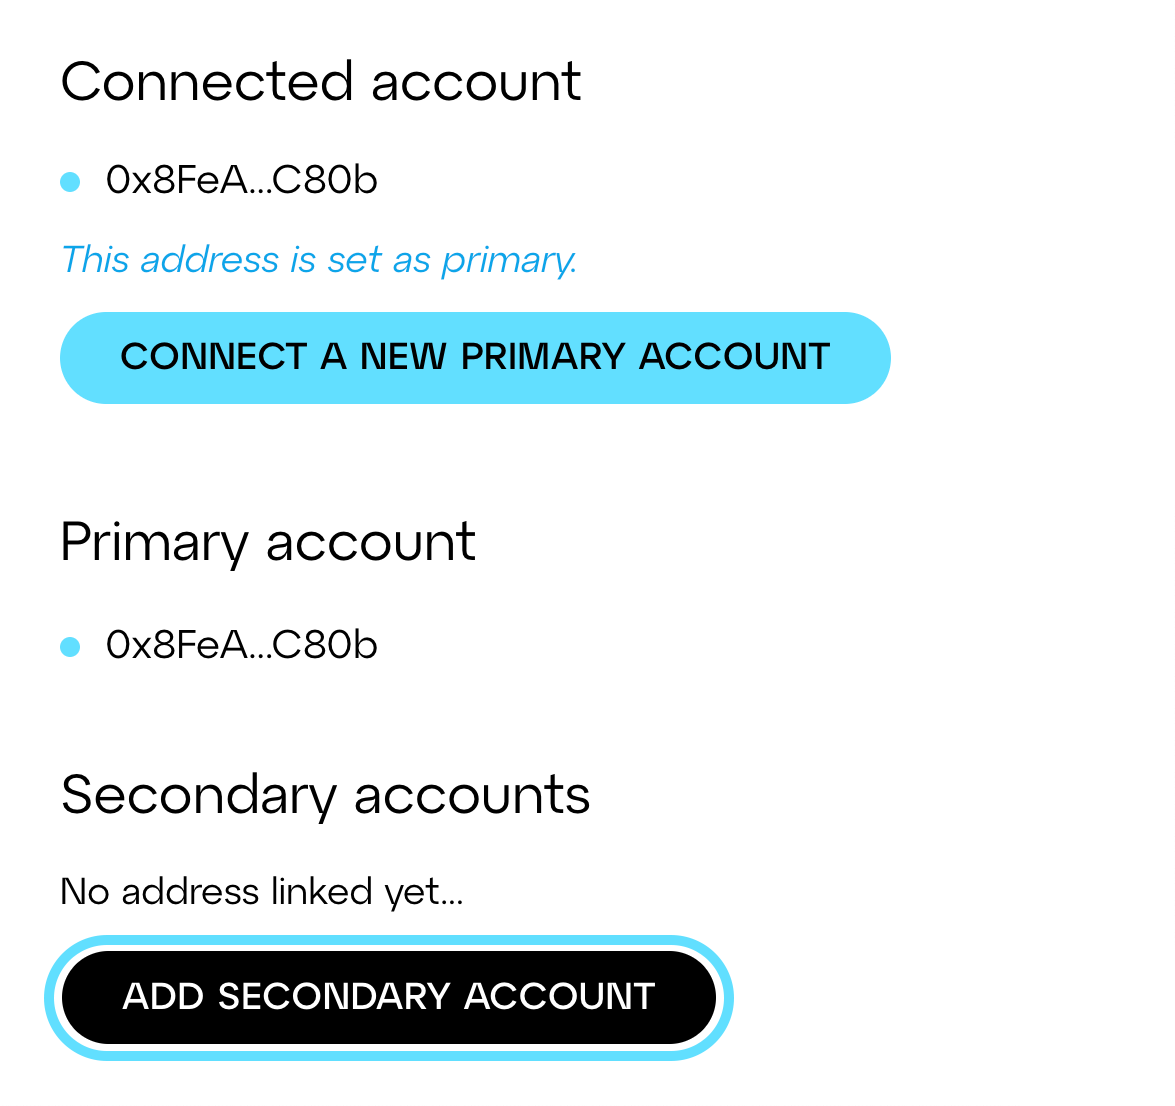 Connected account
0x8FeA...C80b
This address is set as primary.
CONNECT A NEW PRIMARY ACCOUNT
Primary account
0x8FeA...C80b
Secondary accounts
No address linked yet...
ADD SECONDARY ACCOUNT